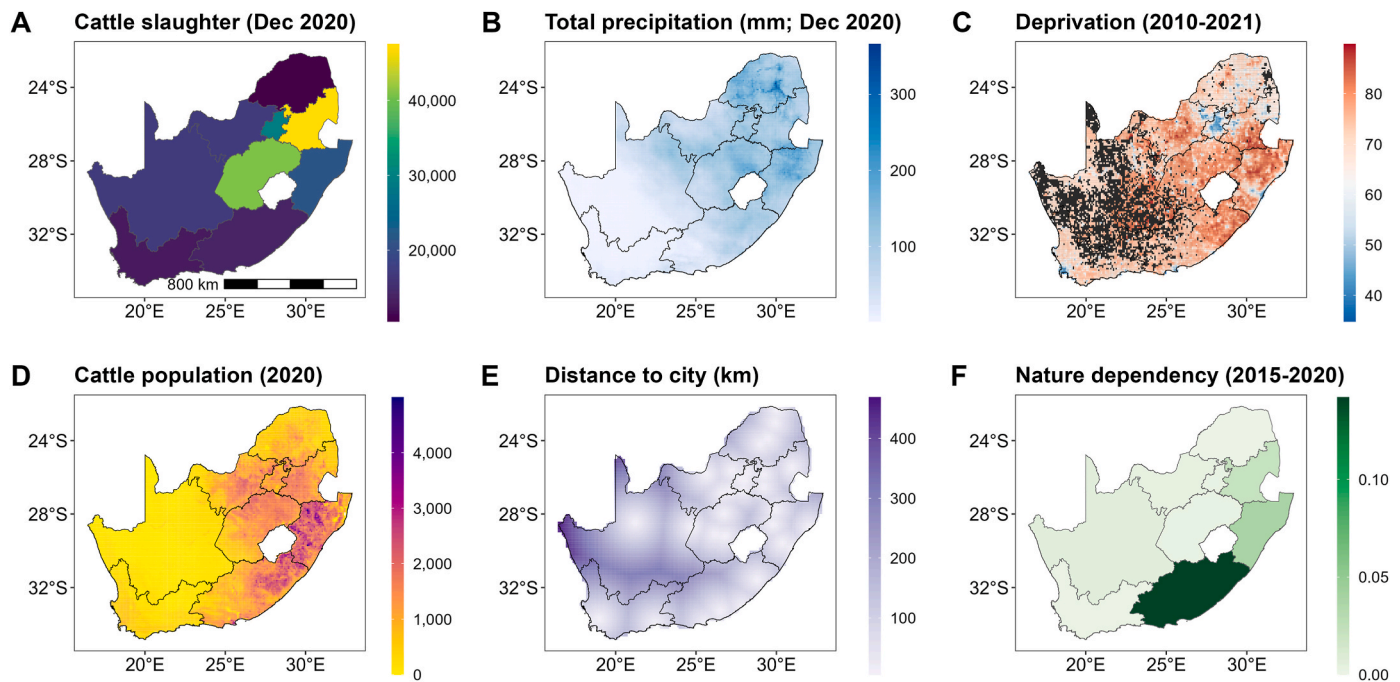 A Cattle slaughter (Dec 2020)
24°S
28°S
32°S
800 km
20°E 25°E 30°E
40,000
30,000
20,000
B Total precipitation (mm; Dec 2020)
24°S
28°S
32°S
20°E 25°E 30°E
300
200
100
C Deprivation (2010-2021)
24°S
28°S
32°S
20°E 25°E 30°E
80
70
60
50
40
D Cattle population (2020)
24°S
28°S
32°S
20°E 25°E 30°E
4,000
3,000
2,000
1,000
0
E Distance to city (km)
24°S
28°S
32°S
20°E 25°E 30°E
400
300
200
100
F Nature dependency (2015-2020)
24°S
28°S
32°S
20°E 25°E 30°E
0.10
0.05
0.00